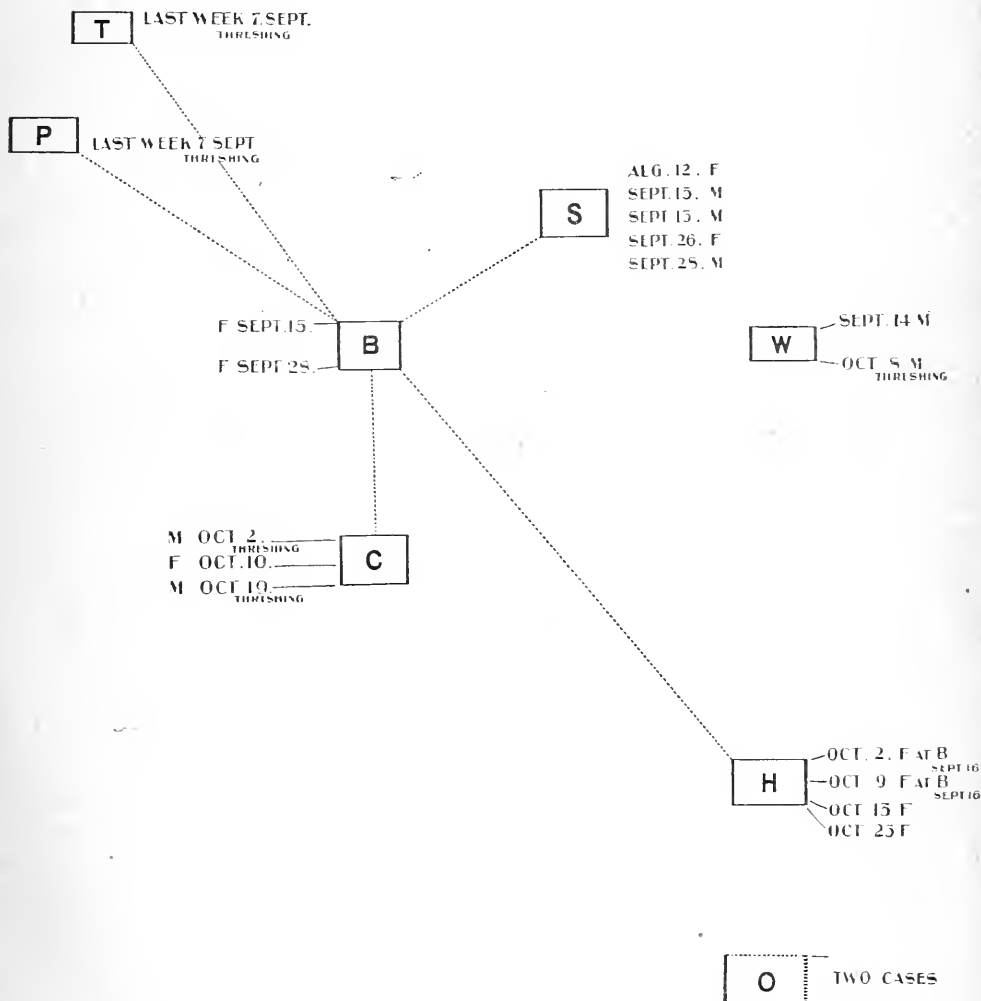 T
LAST WEEK 7. SEPT.
THRESHING
P
LAST WEEK 7 SEPT
THRESHING
S
AUG. 12. F
SEPT. 15. M
SEPT 15. M
SEPT. 26. F
SEPT. 28. M
F SEPT. 15.
B
F SEPT 28.
W
SEPT. 14 M
OCT 8 M
THRESHING
M OCT 2.
THRESHING
F OCT. 10.
C
M OCT 19.
THRESHING
H
OCT. 2. F AT B
SEPT 16
OCT 9 F AT B
SEPT 16
OCT 15 F
OCT 23 F
O
TWO CASES